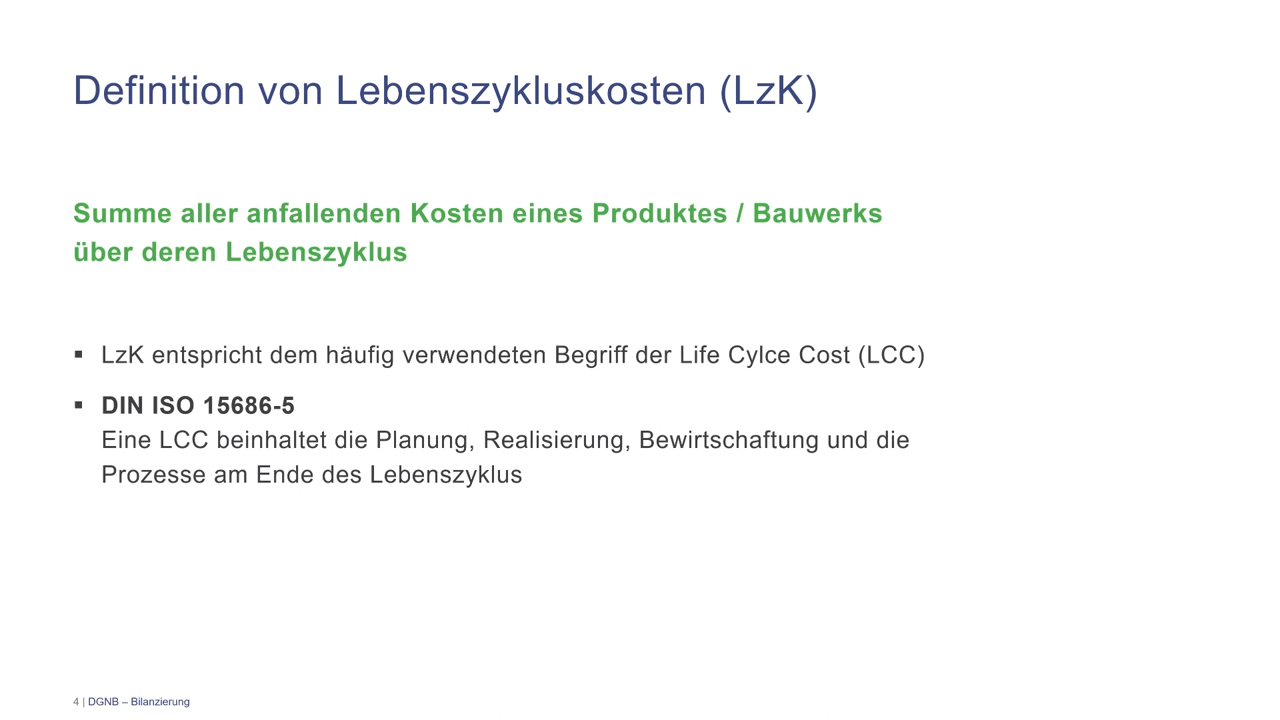 Definition von Lebenszykluskosten (LzK)
Summe aller anfallenden Kosten eines Produktes / Bauwerks
über deren Lebenszyklus
▪ LzK entspricht dem häufig verwendeten Begriff der Life Cylce Cost (LCC)
▪ DIN ISO 15686-5
Eine LCC beinhaltet die Planung, Realisierung, Bewirtschaftung und die
Prozesse am Ende des Lebenszyklus
4 | DGNB – Bilanzierung